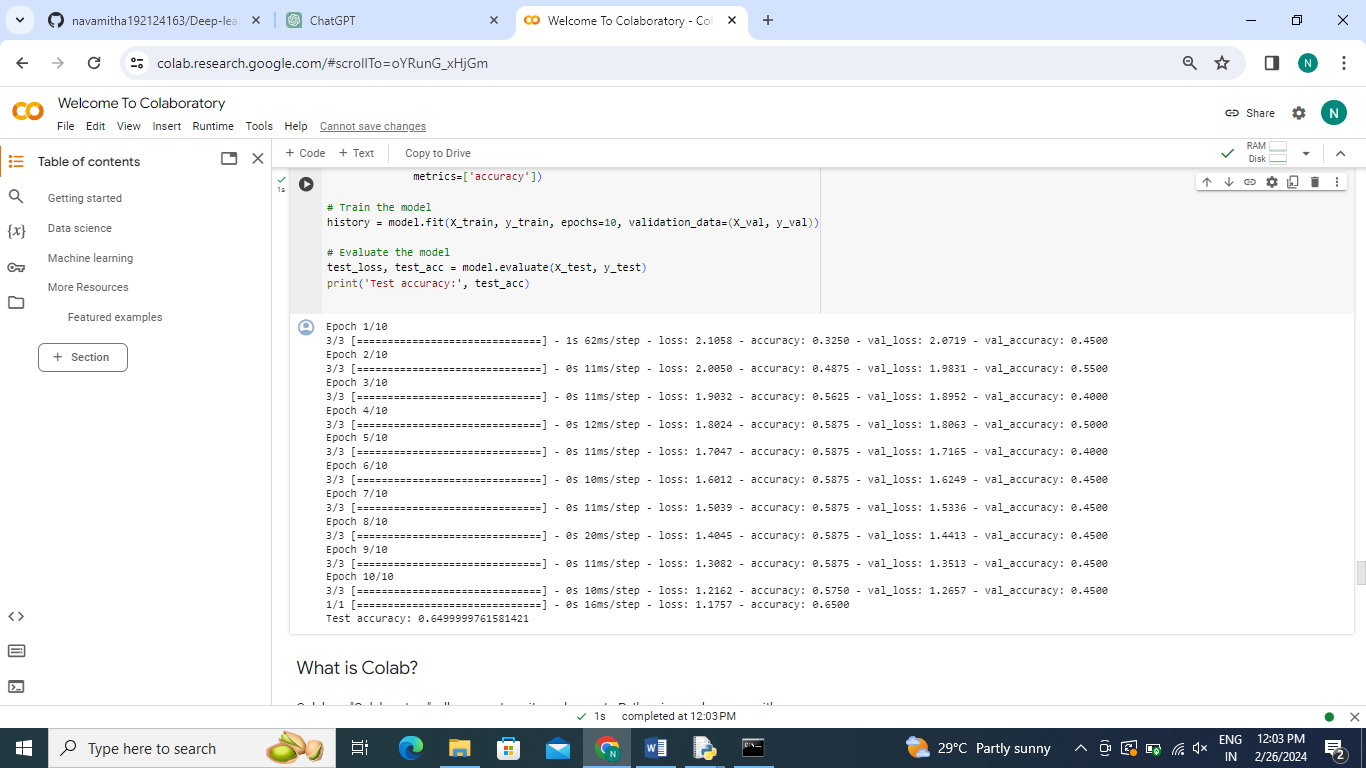 navamitha192124163/Deep-lea
ChatGPT
Welcome To Colaboratory - Col
colab.research.google.com/#scrollTo=oYRunG_xHjGm
N
Welcome To Colaboratory
File Edit View Insert Runtime Tools Help Cannot save changes
Share
N
Table of contents
Getting started
Data science
Machine learning
More Resources
Featured examples
+ Section
+ Code + Text Copy to Drive
RAM
Disk
1s
metrics=['accuracy'])
# Train the model
history = model.fit(X_train, y_train, epochs=10, validation_data=(X_val, y_val))
# Evaluate the model
test_loss, test_acc = model.evaluate(X_test, y_test)
print('Test accuracy:', test_acc)
Epoch 1/10
3/3 [==============================] - 1s 62ms/step - loss: 2.1058 - accuracy: 0.3250 - val_loss: 2.0719 - val_accuracy: 0.4500
Epoch 2/10
3/3 [==============================] - 0s 11ms/step - loss: 2.0050 - accuracy: 0.4875 - val_loss: 1.9831 - val_accuracy: 0.5500
Epoch 3/10
3/3 [==============================] - 0s 11ms/step - loss: 1.9032 - accuracy: 0.5625 - val_loss: 1.8952 - val_accuracy: 0.4000
Epoch 4/10
3/3 [==============================] - 0s 12ms/step - loss: 1.8024 - accuracy: 0.5875 - val_loss: 1.8063 - val_accuracy: 0.5000
Epoch 5/10
3/3 [==============================] - 0s 11ms/step - loss: 1.7047 - accuracy: 0.5875 - val_loss: 1.7165 - val_accuracy: 0.4000
Epoch 6/10
3/3 [==============================] - 0s 10ms/step - loss: 1.6012 - accuracy: 0.5875 - val_loss: 1.6249 - val_accuracy: 0.4500
Epoch 7/10
3/3 [==============================] - 0s 11ms/step - loss: 1.5039 - accuracy: 0.5875 - val_loss: 1.5336 - val_accuracy: 0.4500
Epoch 8/10
3/3 [==============================] - 0s 20ms/step - loss: 1.4045 - accuracy: 0.5875 - val_loss: 1.4413 - val_accuracy: 0.4500
Epoch 9/10
3/3 [==============================] - 0s 11ms/step - loss: 1.3082 - accuracy: 0.5875 - val_loss: 1.3513 - val_accuracy: 0.4500
Epoch 10/10
3/3 [==============================] - 0s 10ms/step - loss: 1.2162 - accuracy: 0.5750 - val_loss: 1.2657 - val_accuracy: 0.4500
1/1 [==============================] - 0s 16ms/step - loss: 1.1757 - accuracy: 0.6500
Test accuracy: 0.6499999761581421
What is Colab?
1s completed at 12:03 PM
Type here to search
29°C Partly sunny
ENG
IN
12:03 PM
2/26/2024
2